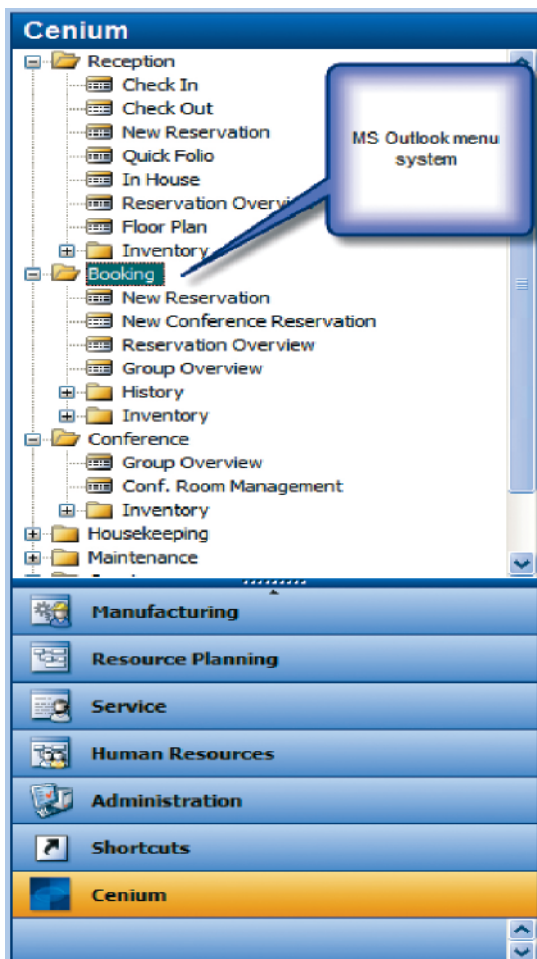 Cenium
Reception
Check In
Check Out
New Reservation
Quick Folio
In House
Reservation Overvi
Floor Plan
Inventory
MS Outlook menu
system
Booking
New Reservation
New Conference Reservation
Reservation Overview
Group Overview
History
Inventory
Conference
Group Overview
Conf. Room Management
Inventory
Housekeeping
Maintenance
Manufacturing
Resource Planning
Service
Human Resources
Administration
Shortcuts
Cenium